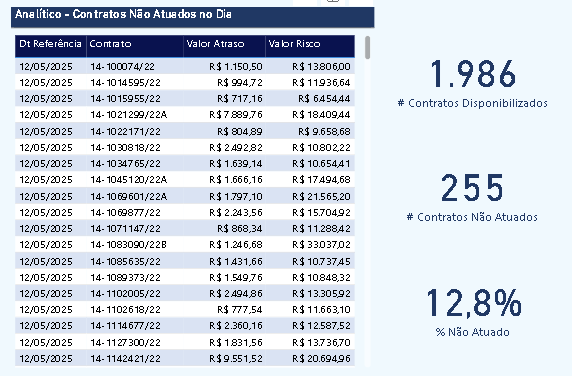 Analítico - Contratos Não Atuados no Dia
Dt Referência Contrato Valor Atraso Valor Risco
12/05/2025 14-100074/22 R$ 1.150,50 R$ 13.806,00
12/05/2025 14-1014595/22 R$ 994,72 R$ 11.936,64
12/05/2025 14-1015955/22 R$ 717,16 R$ 6.454,44
12/05/2025 14-1021299/22A R$ 7.889,76 R$ 18.409,44
12/05/2025 14-1022171/22 R$ 804,89 R$ 9.658,68
12/05/2025 14-1030818/22 R$ 2.492,82 R$ 10.802,22
12/05/2025 14-1034765/22 R$ 1.639,14 R$ 10.654,41
12/05/2025 14-1045120/22A R$ 1.666,16 R$ 17.494,68
12/05/2025 14-1069601/22A R$ 1.797,10 R$ 21.565,20
12/05/2025 14-1069877/22 R$ 2.243,56 R$ 15.704,92
12/05/2025 14-1071147/22 R$ 868,34 R$ 11.288,42
12/05/2025 14-1083090/22B R$ 1.246,68 R$ 33.037,02
12/05/2025 14-1085635/22 R$ 1.431,66 R$ 10.737,45
12/05/2025 14-1089373/22 R$ 1.549,76 R$ 10.848,32
12/05/2025 14-1102005/22 R$ 2.494,86 R$ 13.305,92
12/05/2025 14-1102618/22 R$ 777,54 R$ 11.663,10
12/05/2025 14-1114677/22 R$ 2.360,16 R$ 12.587,52
12/05/2025 14-1127300/22 R$ 1.831,56 R$ 13.736,70
12/05/2025 14-1142421/22 R$ 9.551,52 R$ 20.694,96
1.986
# Contratos Disponibilizados
255
# Contratos Não Atuados
12,8%
% Não Atuado